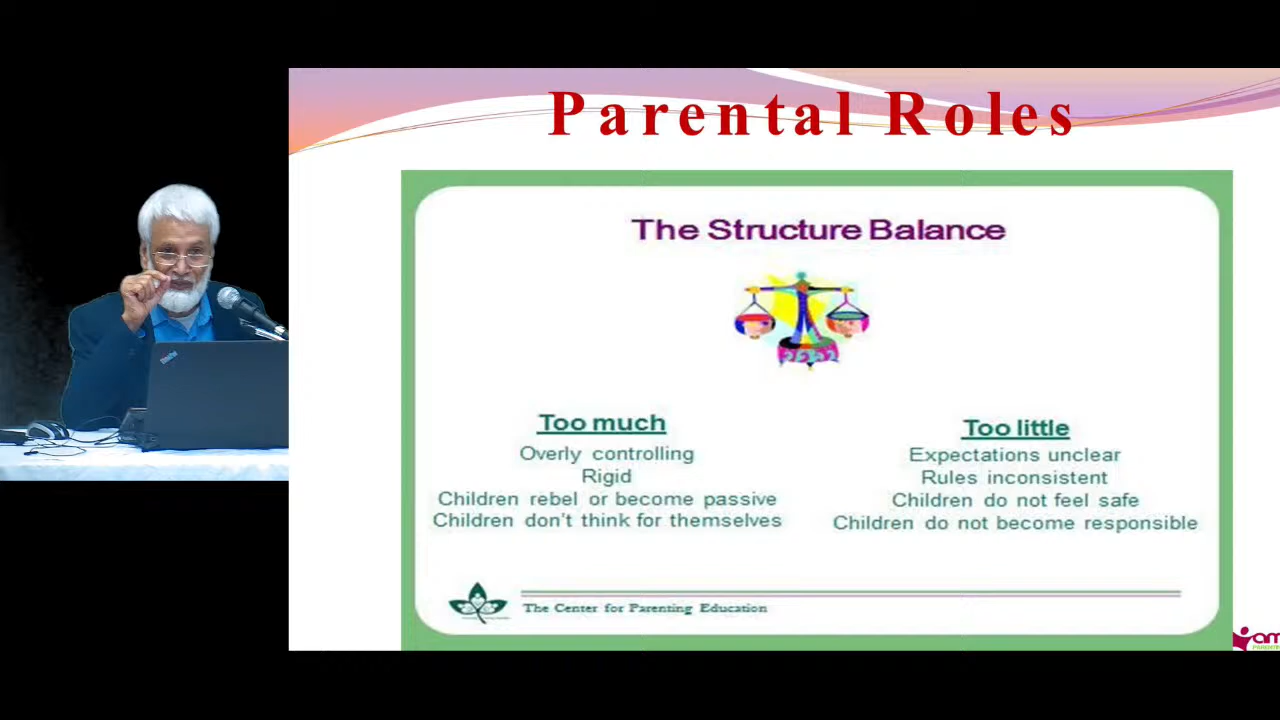 Parental Roles
The Structure Balance
Too much
Overly controlling
Rigid
Children rebel or become passive
Children don't think for themselves
Too little
Expectations unclear
Rules inconsistent
Children do not feel safe
Children do not become responsible
The Center for Parenting Education
am